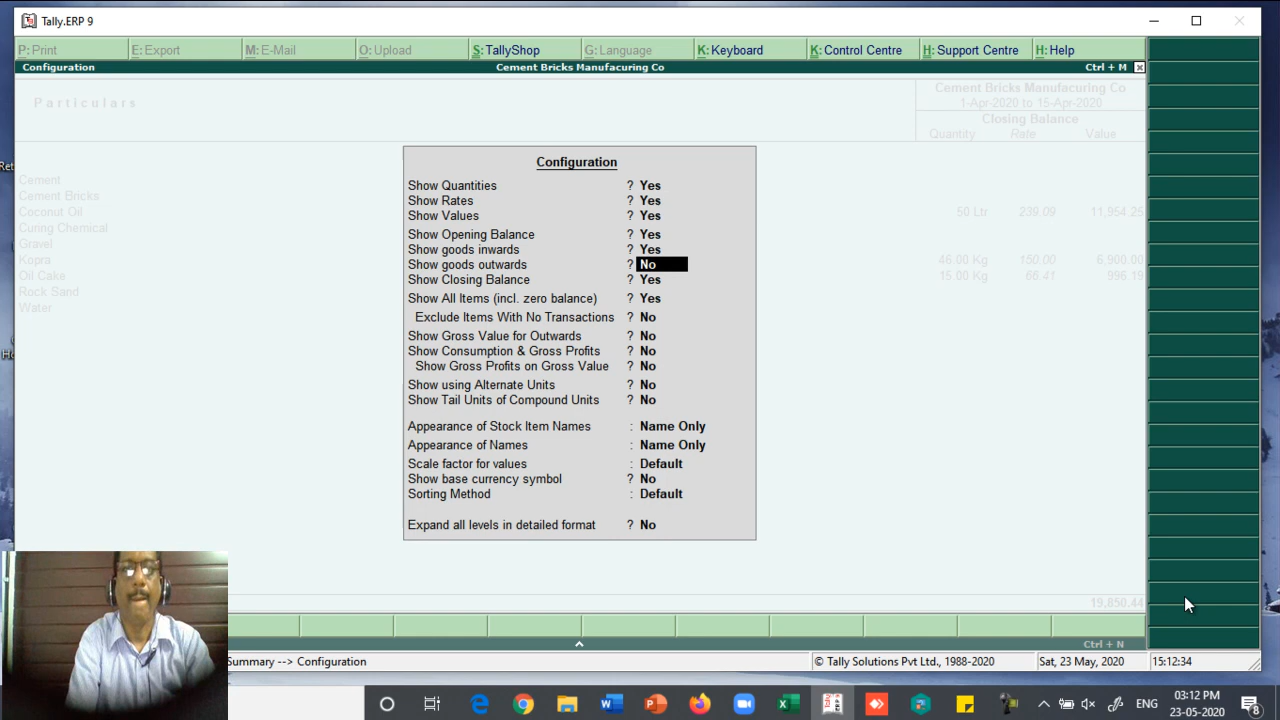 Tally.ERP 9
P: Print E: Export M: E-Mail O: Upload S: TallyShop G: Language K: Keyboard K: Control Centre H: Support Centre H: Help
Configuration Cement Bricks Manufacuring Co Ctrl + M
Particulars
Cement Bricks Manufacuring Co
1-Apr-2020 to 15-Apr-2020
Closing Balance
Quantity Rate Value
Cement
Cement Bricks
Coconut Oil 50 Ltr 239.09 11,954.25
Curing Chemical
Gravel
Kopra 46.00 Kg 150.00 6,900.00
Oil Cake 15.00 Kg 66.41 996.19
Rock Sand
Water
Configuration
Show Quantities ? Yes
Show Rates ? Yes
Show Values ? Yes
Show Opening Balance ? Yes
Show goods inwards ? Yes
Show goods outwards ? No
Show Closing Balance ? Yes
Show All Items (incl. zero balance) ? Yes
Exclude Items With No Transactions ? No
Show Gross Value for Outwards ? No
Show Consumption & Gross Profits ? No
Show Gross Profits on Gross Value ? No
Show using Alternate Units ? No
Show Tail Units of Compound Units ? No
Appearance of Stock Item Names : Name Only
Appearance of Names : Name Only
Scale factor for values : Default
Show base currency symbol ? No
Sorting Method : Default
Expand all levels in detailed format ? No
19,850.44
Ctrl + N
Summary --> Configuration © Tally Solutions Pvt Ltd., 1988-2020 Sat, 23 May, 2020 15:12:34
ENG 03:12 PM
23-05-2020 8